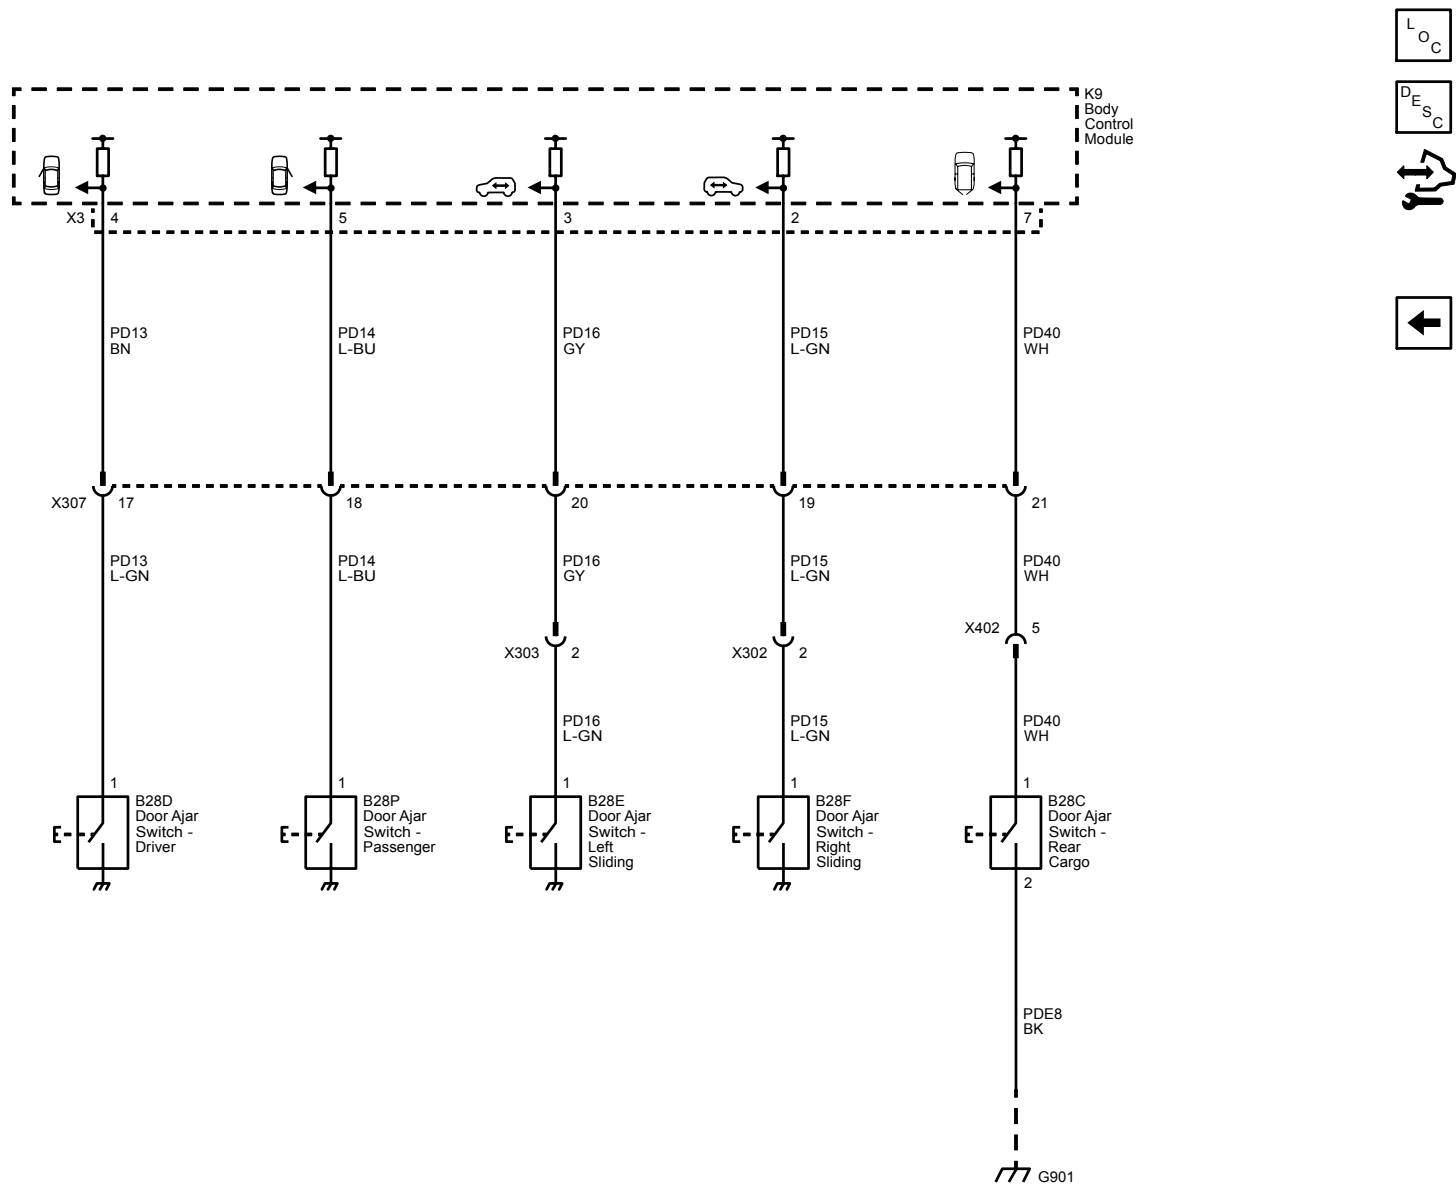 L O C
D E S C
K9
Body
Control
Module
X3 4 5 3 2 7
PD13 PD14 PD16 PD15 PD40
BN L-BU GY L-GN WH
X307 17 18 20 19 21
PD13 PD14 PD16 PD15 PD40
L-GN L-BU GY L-GN WH
X402 5
X303 2 X302 2
PD16 PD15 PD40
L-GN L-GN WH
1 1 1 1 1
B28D
Door Ajar
Switch -
Driver
B28P
Door Ajar
Switch -
Passenger
B28E
Door Ajar
Switch -
Left
Sliding
B28F
Door Ajar
Switch -
Right
Sliding
B28C
Door Ajar
Switch -
Rear
Cargo
2
PDE8
BK
G901